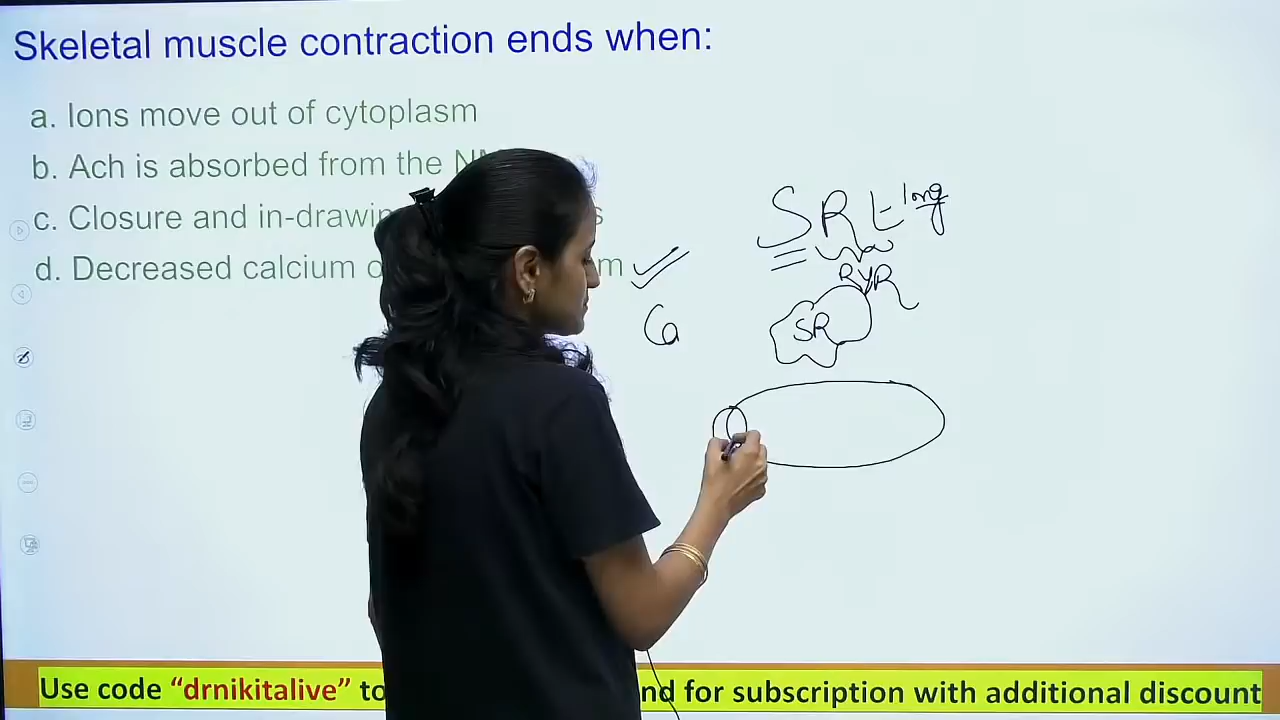 Skeletal muscle contraction ends when:
a. Ions move out of cytoplasm
b. Ach is absorbed from the
c. Closure and in-drawing
d. Decreased calcium
SR
long
RyR
SR
Ca
Use code “drnikitalive” to
nd for subscription with additional discount